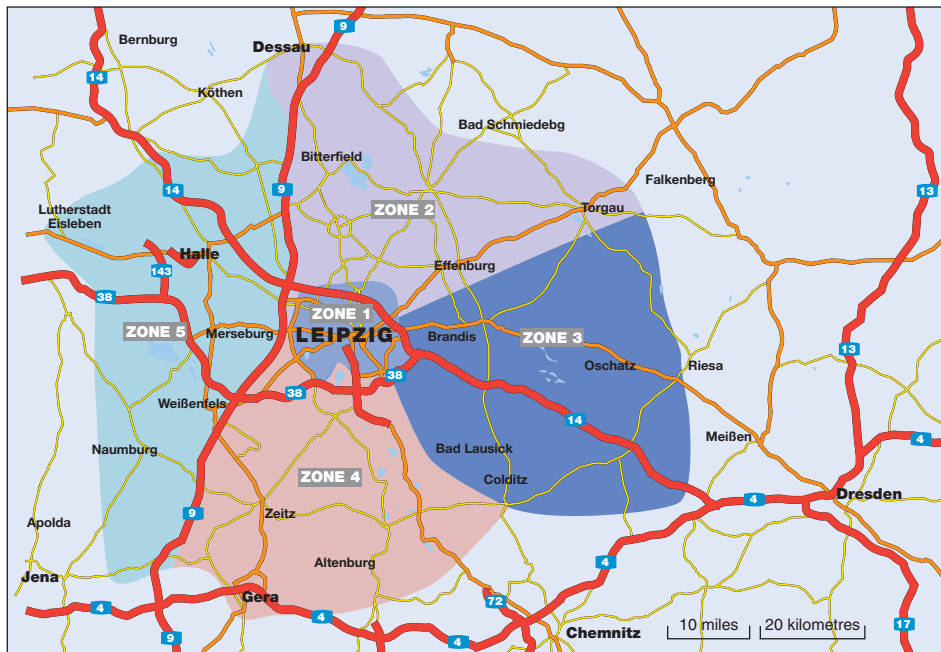 9
Bernburg
Dessau
14
Köthen
Bad Schmiedebg
Bitterfield
Falkenberg
14
9
13
Lutherstadt
Eisleben
ZONE 2
Torgau
Halle
143
Effenburg
38
ZONE 1
ZONE 5
Merseburg
LEIPZIG
Brandis
ZONE 3
13
Oschatz
Riesa
38
38
Weißenfels
14
Meißen
4
Naumburg
Bad Lausick
ZONE 4
Colditz
Dresden
4
9
Zeitz
Apolda
Altenburg
4
Jena
Gera
72
4
4
4
9
Chemnitz
10 miles
20 kilometres
17